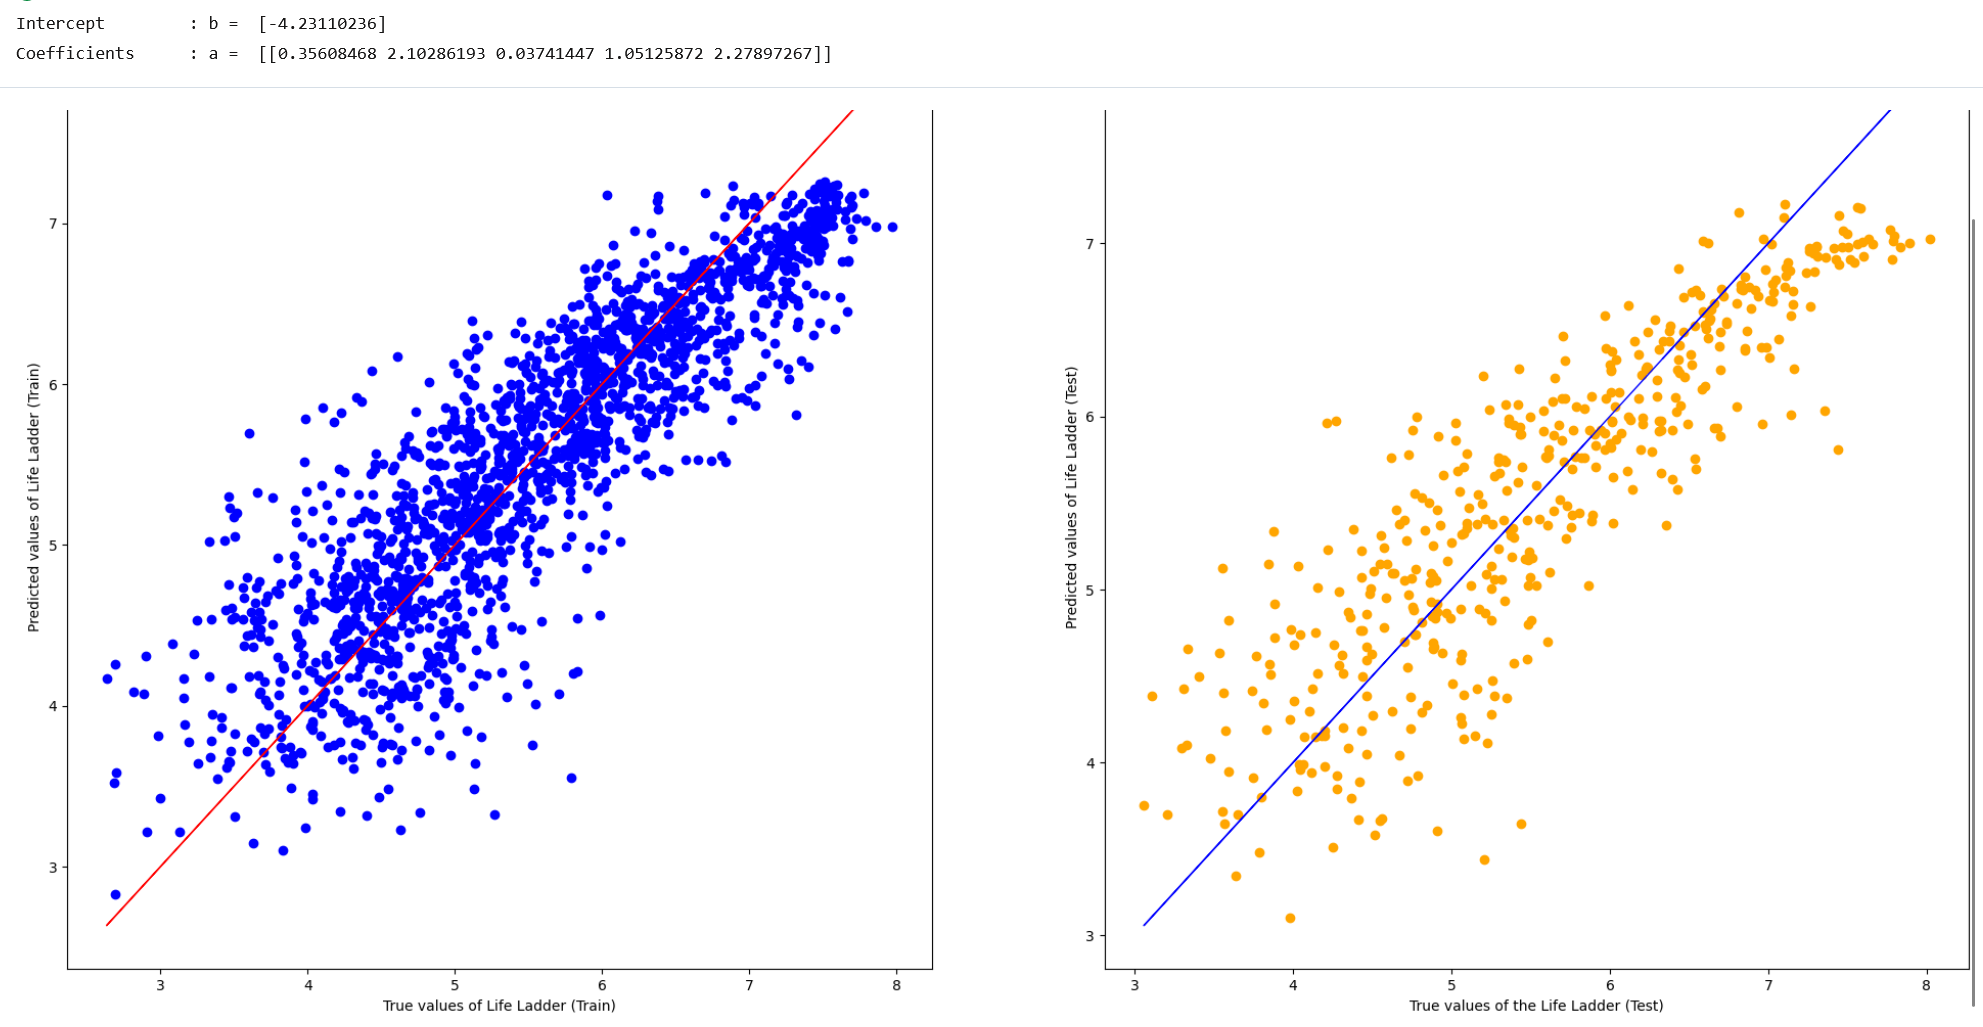 Intercept : b = [-4.23110236]
Coefficients : a = [[0.35608468 2.10286193 0.03741447 1.05125872 2.27897267]]
Predicted values of Life Ladder (Train)
7
6
5
4
3
3 4 5 6 7 8
True values of Life Ladder (Train)
Predicted values of Life Ladder (Test)
7
6
5
4
3
3 4 5 6 7 8
True values of the Life Ladder (Test)